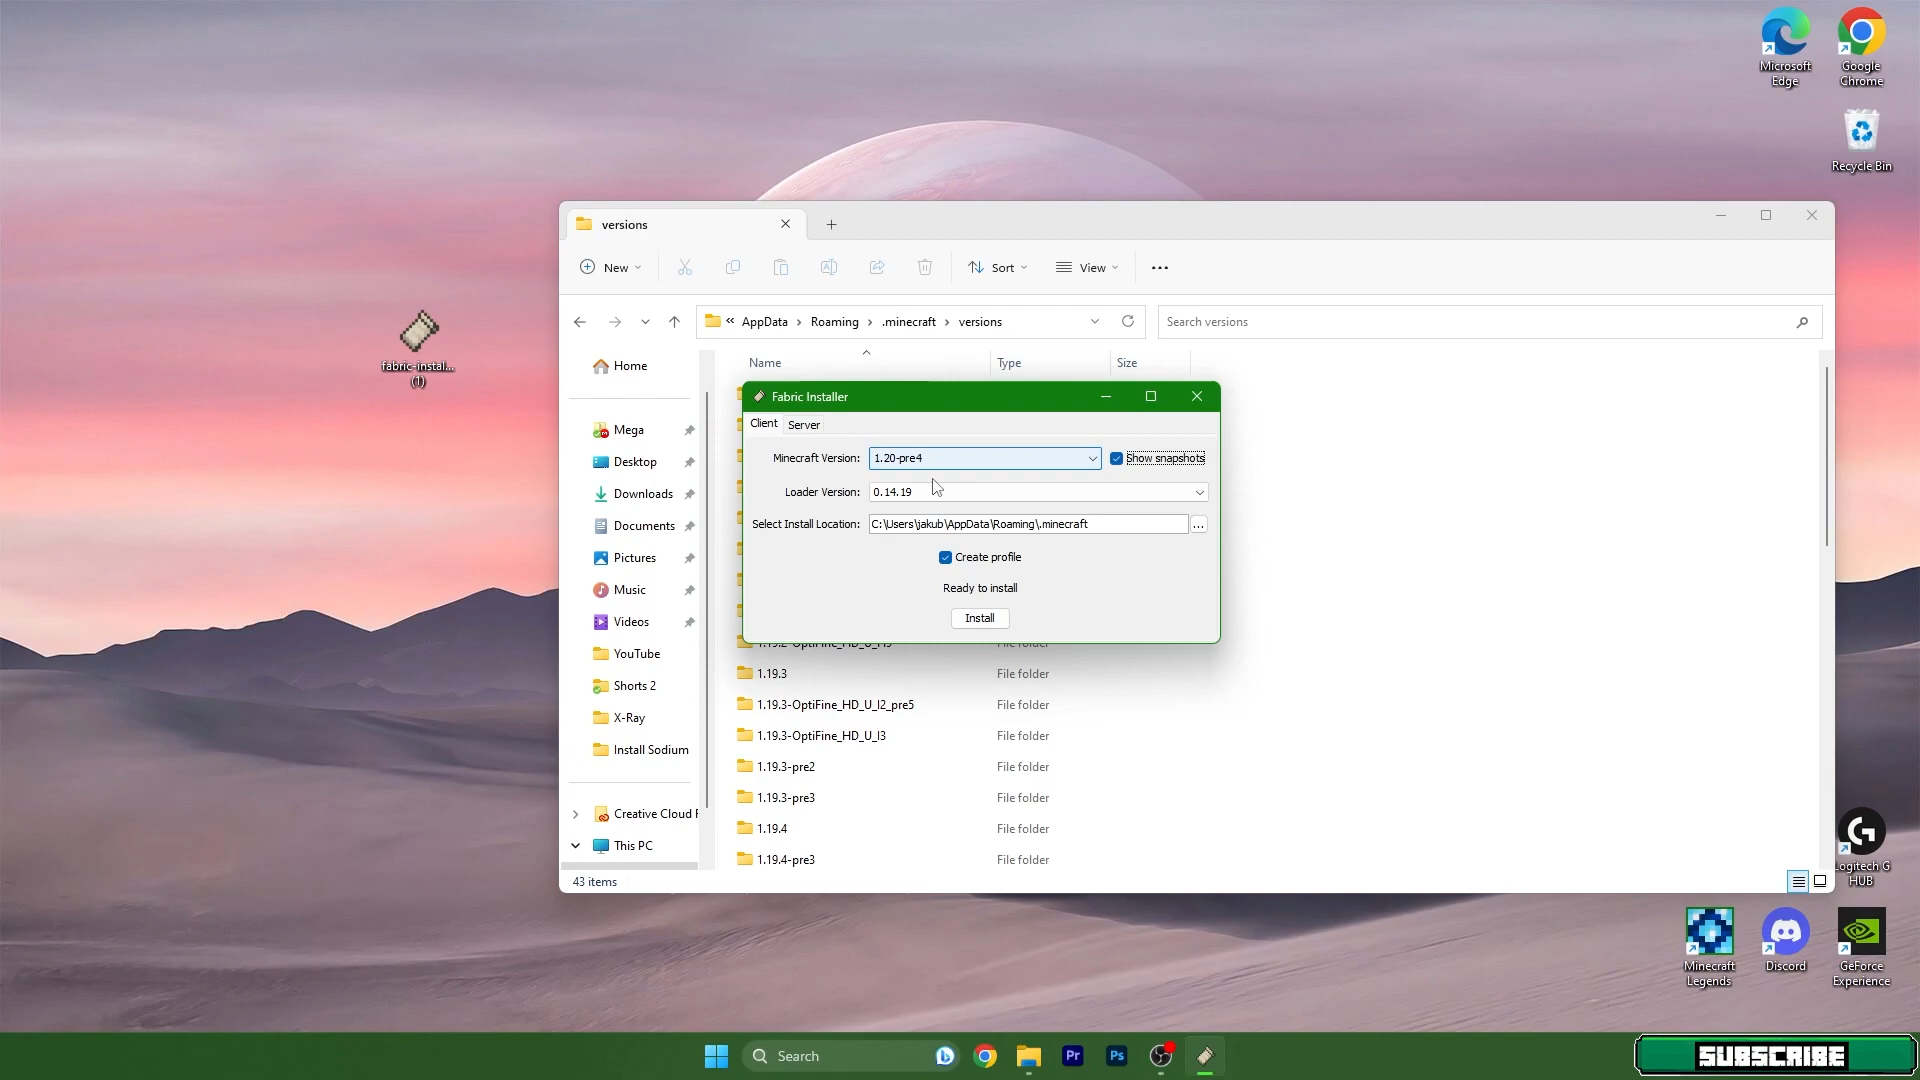 Microsoft
Edge
Google
Chrome
Recycle Bin
fabric-instal...
(1)
versions
New
Sort
View
AppData
Roaming
.minecraft
versions
Search versions
Home
Mega
Desktop
Downloads
Documents
Pictures
Music
Videos
YouTube
Shorts 2
X-Ray
Install Sodium
Creative Cloud F
This PC
Name
Type
Size
Fabric Installer
Client
Server
Minecraft Version:
1.20-pre4
Show snapshots
Loader Version:
0.14.19
Select Install Location:
C:\Users\jakub\AppData\Roaming\.minecraft
...
Create profile
Ready to install
Install
File folder
1.19.3
File folder
1.19.3-OptiFine_HD_U_I2_pre5
File folder
1.19.3-OptiFine_HD_U_I3
File folder
1.19.3-pre2
File folder
1.19.3-pre3
File folder
1.19.4
File folder
1.19.4-pre3
File folder
43 items
Logitech G
HUB
Minecraft
Legends
Discord
GeForce
Experience
Search
Pr
Ps
SUBSCRIBE